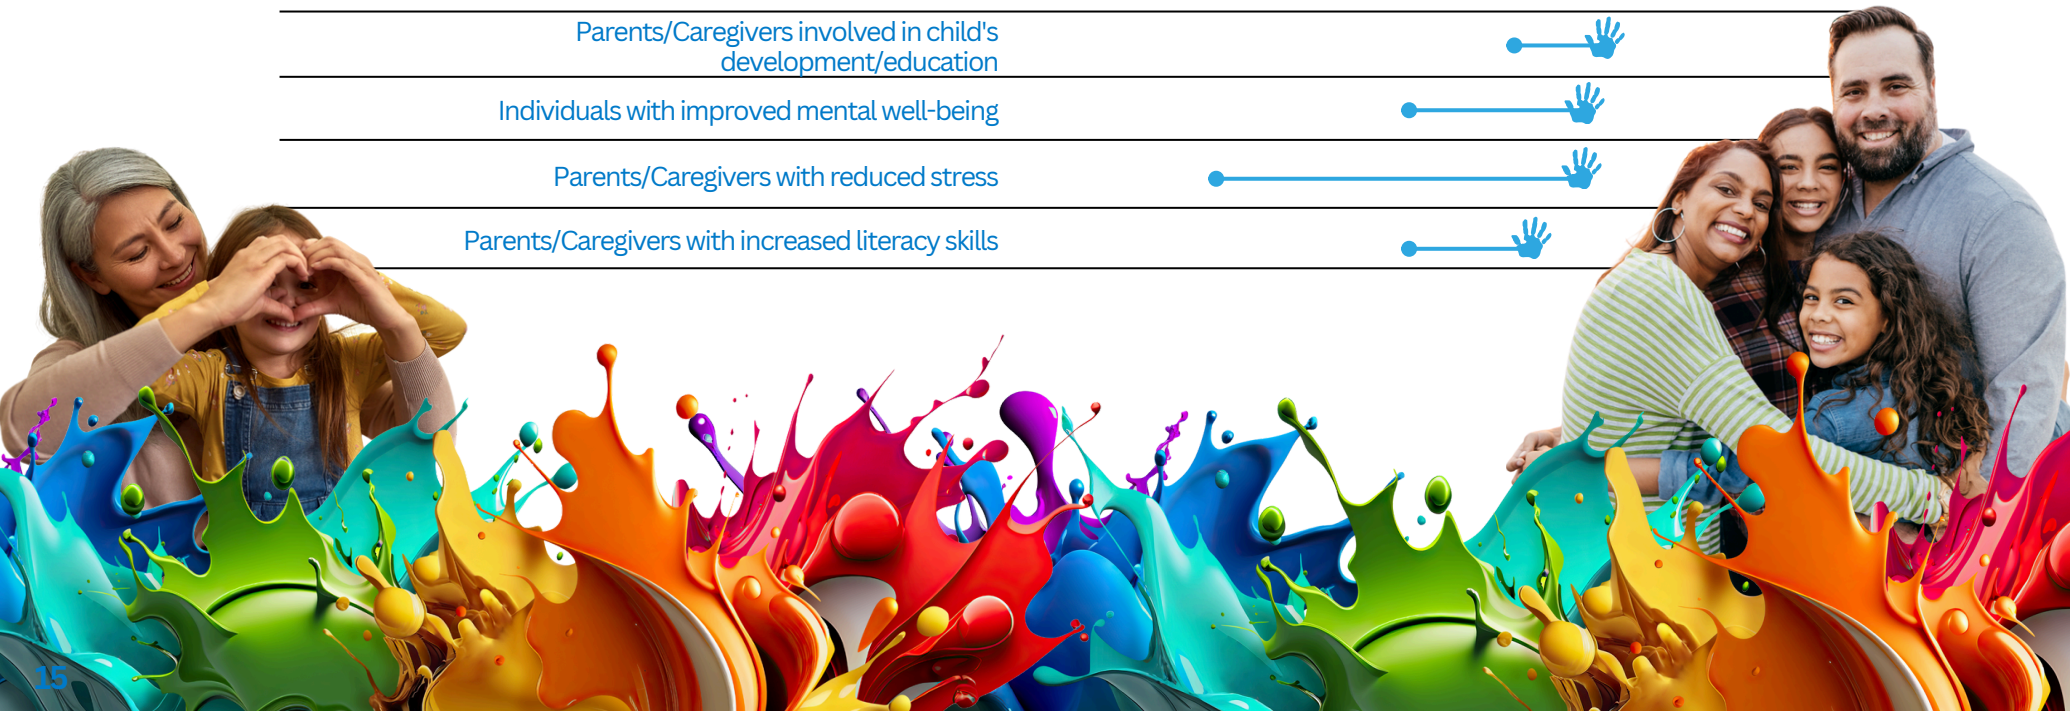 Parents/Caregivers involved in child's
development/education
Individuals with improved mental well-being
Parents/Caregivers with reduced stress
Parents/Caregivers with increased literacy skills
15